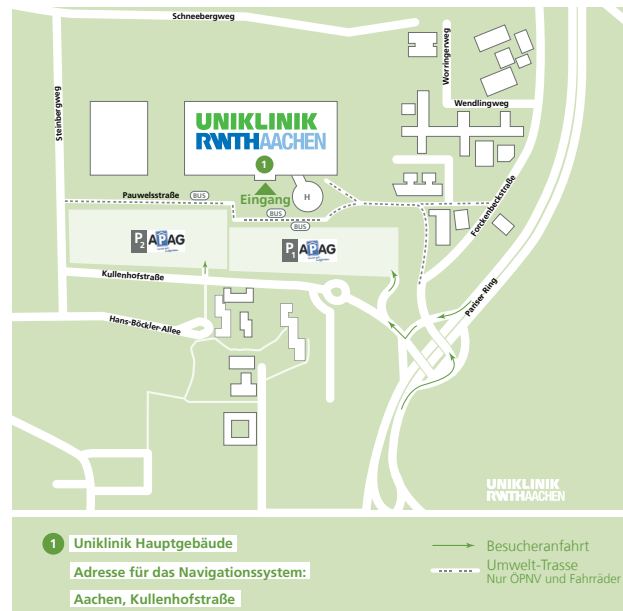 Schneebergweg
Steinbergweg
Worringerweg
Wendlingweg
UNIKLINIK
RWTHAACHEN
1
Eingang
H
Pauwelsstraße
BUS
BUS
BUS
Forckenbeckstraße
P2 APAG
P1 APAG
Kullenhofstraße
Pariser Ring
Hans-Böckler-Allee
UNIKLINIK
RWTHAACHEN
1 Uniklinik Hauptgebäude
Adresse für das Navigationssystem:
Aachen, Kullenhofstraße
Besucheranfahrt
Umwelt-Trasse
Nur ÖPNV und Fahrräder